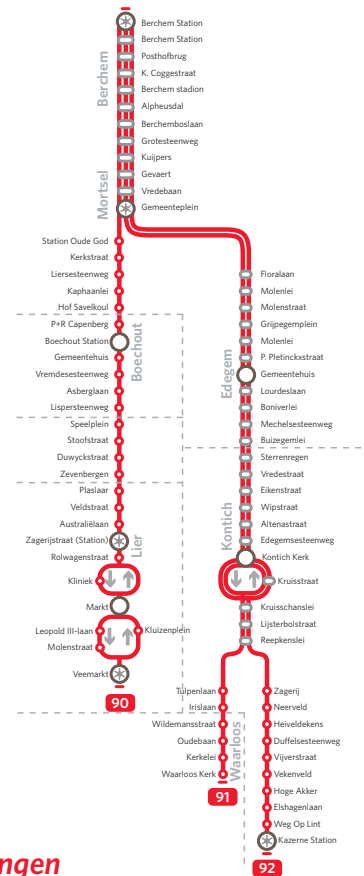 Berchem Station
Berchem Station
Posthofbrug
K. Coggestraat
Berchem stadion
Alpheusdal
Berchemboslaan
Grotesteenweg
Kuijpers
Gevaert
Vredebaan
Gemeenteplein
Berchem
Mortsel
Station Oude God
Kerkstraat
Liersesteenweg
Kaphaanlei
Hof Savelkoul
P+R Capenberg
Boechout Station
Gemeentehuis
Vremdesesteenweg
Asberglaan
Lispersteenweg
Boechout
Speelplein
Stoofstraat
Duwyckstraat
Zevenbergen
Plaslaar
Veldstraat
Australiëlaan
Zagerijstraat (Station)
Rolwagenstraat
Lier
Kliniek
Markt
Leopold III-laan
Kluizenplein
Molenstraat
Veemarkt
90
Floralaan
Molenlei
Molenstraat
Grijpegemplein
Molenlei
P. Pletinckxstraat
Gemeentehuis
Lourdeslaan
Boniverlei
Mechelsesteenweg
Buizegemlei
Edegem
Sterrenregen
Vredestraat
Eikenstraat
Wipstraat
Altenastraat
Edegemsesteenweg
Kontich Kerk
Kontich
Kruisstraat
Kruisschanslei
Lijsterbolstraat
Reepkenslei
Tulpenlaan
Irislaan
Wildemansstraat
Oudebaan
Kerkelei
Waarloos Kerk
Waarloos
91
Zagerij
Neerveld
Heiveldekens
Duffelsesteenweg
Vijverstraat
Vekenveld
Hoge Akker
Elshagenlaan
Weg Op Lint
Kazerne Station
92
ngen